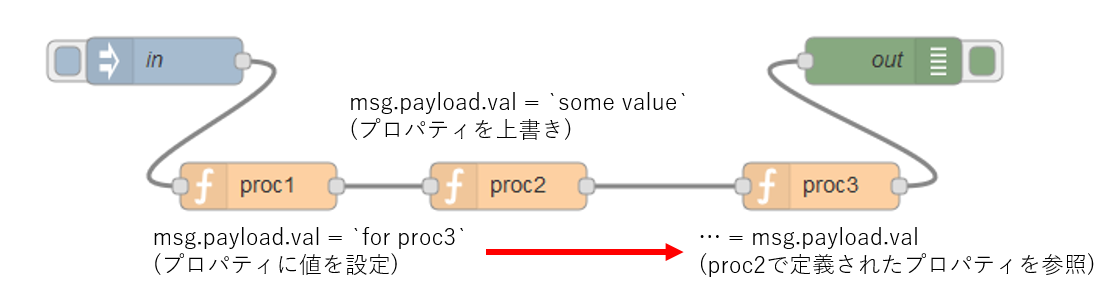 in
out
msg.payload.val = `some value`
(プロパティを上書き)
proc1
proc2
proc3
msg.payload.val = `for proc3`
(プロパティに値を設定)
… = msg.payload.val
(proc2で定義されたプロパティを参照)